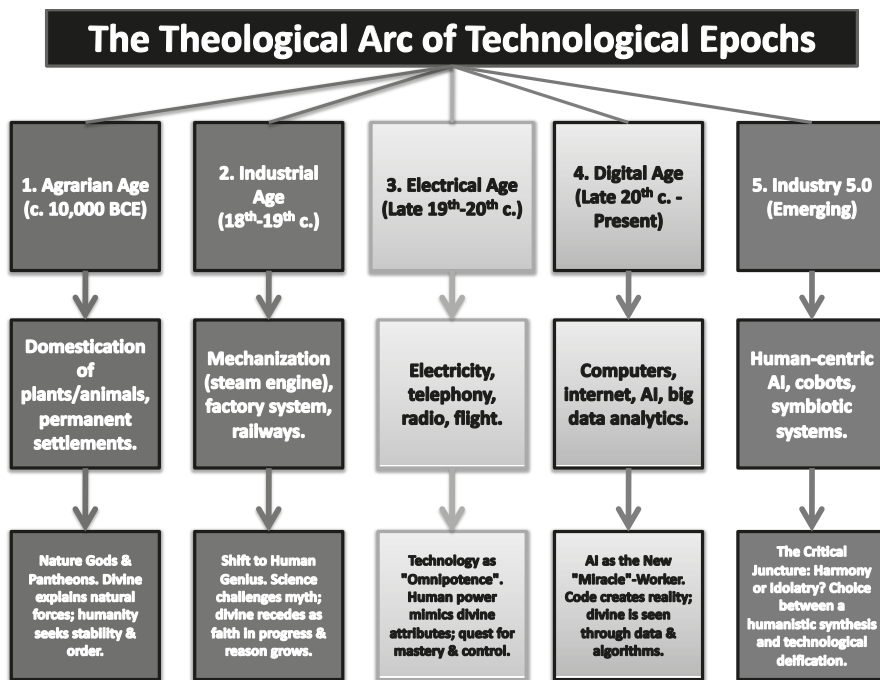 The Theological Arc of Technological Epochs
1. Agrarian Age
(c. 10,000 BCE)
2. Industrial
Age
(18th-19th c.)
3. Electrical Age
(Late 19th-20th c.)
4. Digital Age
(Late 20th c. -
Present)
5. Industry 5.0
(Emerging)
Domestication
of
plants/animals,
permanent
settlements.
Mechanization
(steam engine),
factory system,
railways.
Electricity,
telephony,
radio, flight.
Computers,
internet, AI, big
data analytics.
Human-centric
AI, cobots,
symbiotic
systems.
Nature Gods &
Pantheons. Divine
explains natural
forces; humanity
seeks stability &
order.
Shift to Human
Genius. Science
challenges myth;
divine recedes as
faith in progress &
reason grows.
Technology as
"Omnipotence".
Human power
mimics divine
attributes; quest for
mastery & control.
AI as the New
"Miracle"-Worker.
Code creates reality;
divine is seen
through data &
algorithms.
The Critical
Juncture: Harmony
or Idolatry? Choice
between a
humanistic synthesis
and technological
deification.